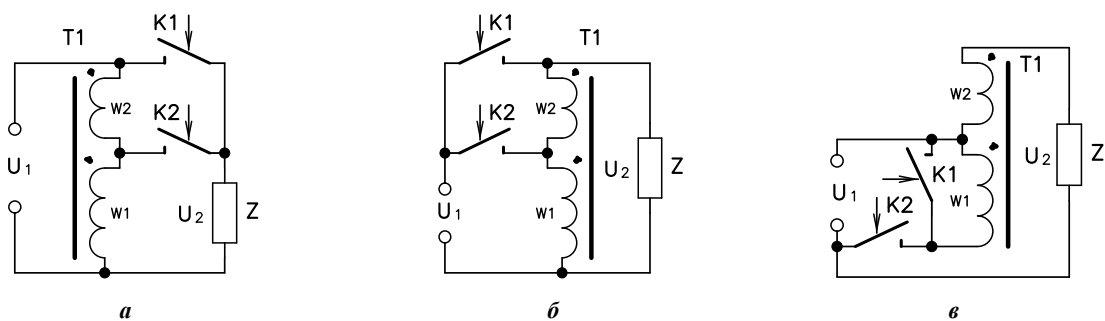 T1 K1
W2 K2
U1
W1 U2 Z
а
K1 T1
K2 W2
U1
W1 U2 Z
б
T1
W2
U1 K1 U2 Z
K2 W1
в